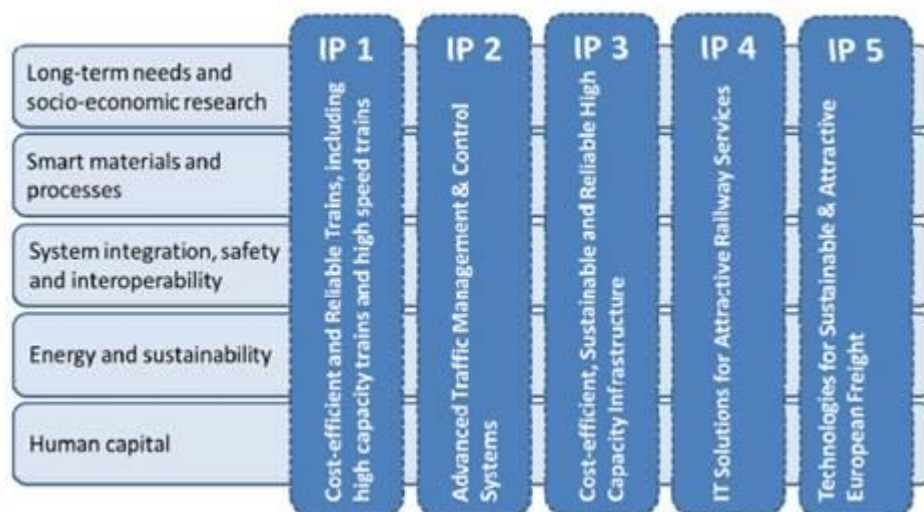 Long-term needs and
socio-economic research
Smart materials and
processes
System integration, safety
and interoperability
Energy and sustainability
Human capital
IP 1
Cost-efficient and Reliable Trains, including
high capacity trains and high speed trains
IP 2
Advanced Traffic Management & Control
Systems
IP 3
Cost-efficient, Sustainable and Reliable High
Capacity Infrastructure
IP 4
IT Solutions for Attractive Railway Services
IP 5
Technologies for Sustainable & Attractive
European Freight